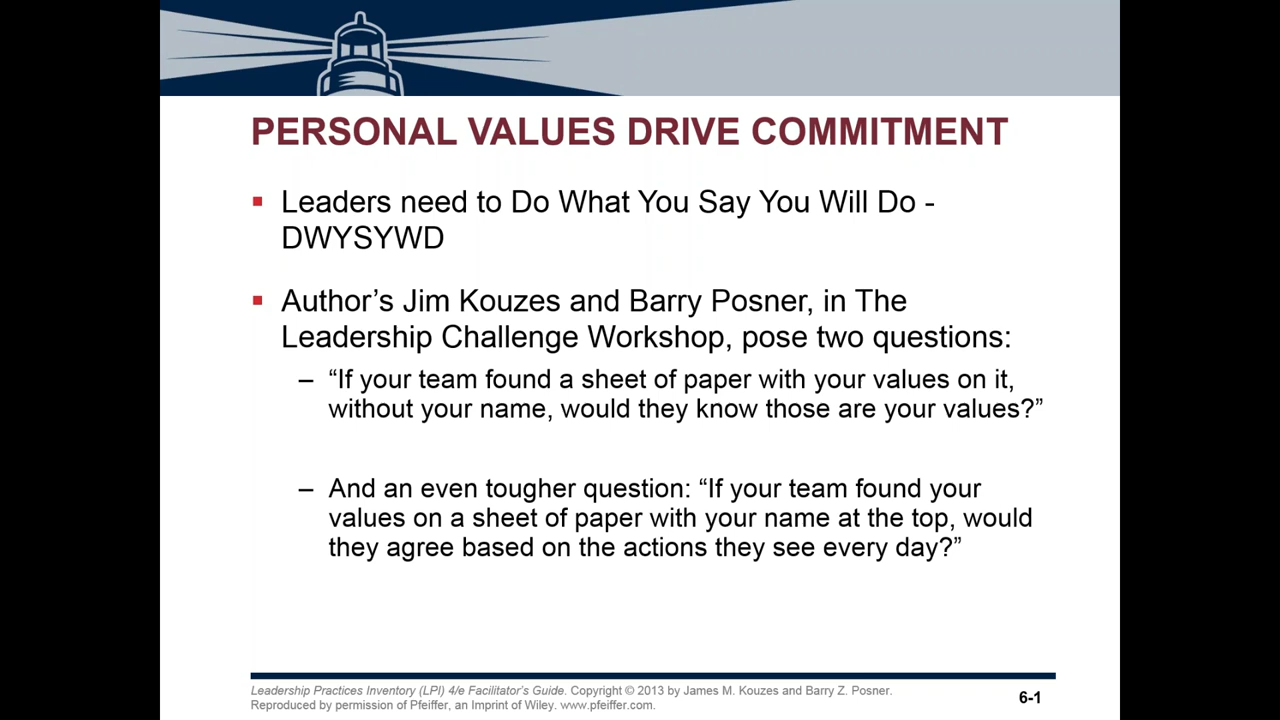 PERSONAL VALUES DRIVE COMMITMENT
▪ Leaders need to Do What You Say You Will Do -
DWYSYWD
▪ Author’s Jim Kouzes and Barry Posner, in The
Leadership Challenge Workshop, pose two questions:
– “If your team found a sheet of paper with your values on it,
without your name, would they know those are your values?”
– And an even tougher question: “If your team found your
values on a sheet of paper with your name at the top, would
they agree based on the actions they see every day?”
Leadership Practices Inventory (LPI) 4/e Facilitator’s Guide. Copyright © 2013 by James M. Kouzes and Barry Z. Posner.
Reproduced by permission of Pfeiffer, an Imprint of Wiley. www.pfeiffer.com.
6-1